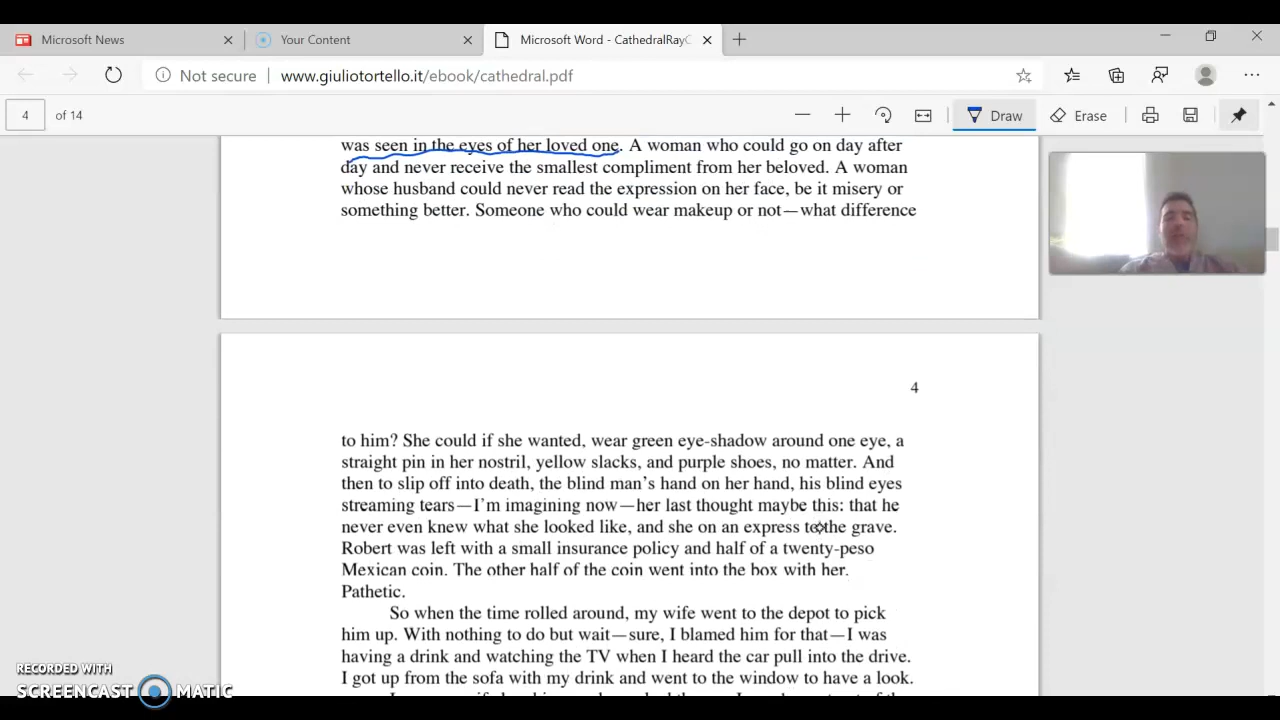 Microsoft News
Your Content
Microsoft Word - CathedralRayC
Not secure
www.giuliotortello.it/ebook/cathedral.pdf
4 of 14
Draw
Erase
was seen in the eyes of her loved one. A woman who could go on day after
day and never receive the smallest compliment from her beloved. A woman
whose husband could never read the expression on her face, be it misery or
something better. Someone who could wear makeup or not—what difference
4
to him? She could if she wanted, wear green eye-shadow around one eye, a
straight pin in her nostril, yellow slacks, and purple shoes, no matter. And
then to slip off into death, the blind man’s hand on her hand, his blind eyes
streaming tears—I’m imagining now—her last thought maybe this: that he
never even knew what she looked like, and she on an express to the grave.
Robert was left with a small insurance policy and half of a twenty-peso
Mexican coin. The other half of the coin went into the box with her.
Pathetic.
So when the time rolled around, my wife went to the depot to pick
him up. With nothing to do but wait—sure, I blamed him for that—I was
having a drink and watching the TV when I heard the car pull into the drive.
I got up from the sofa with my drink and went to the window to have a look.
RECORDED WITH
SCREENCAST MATIC